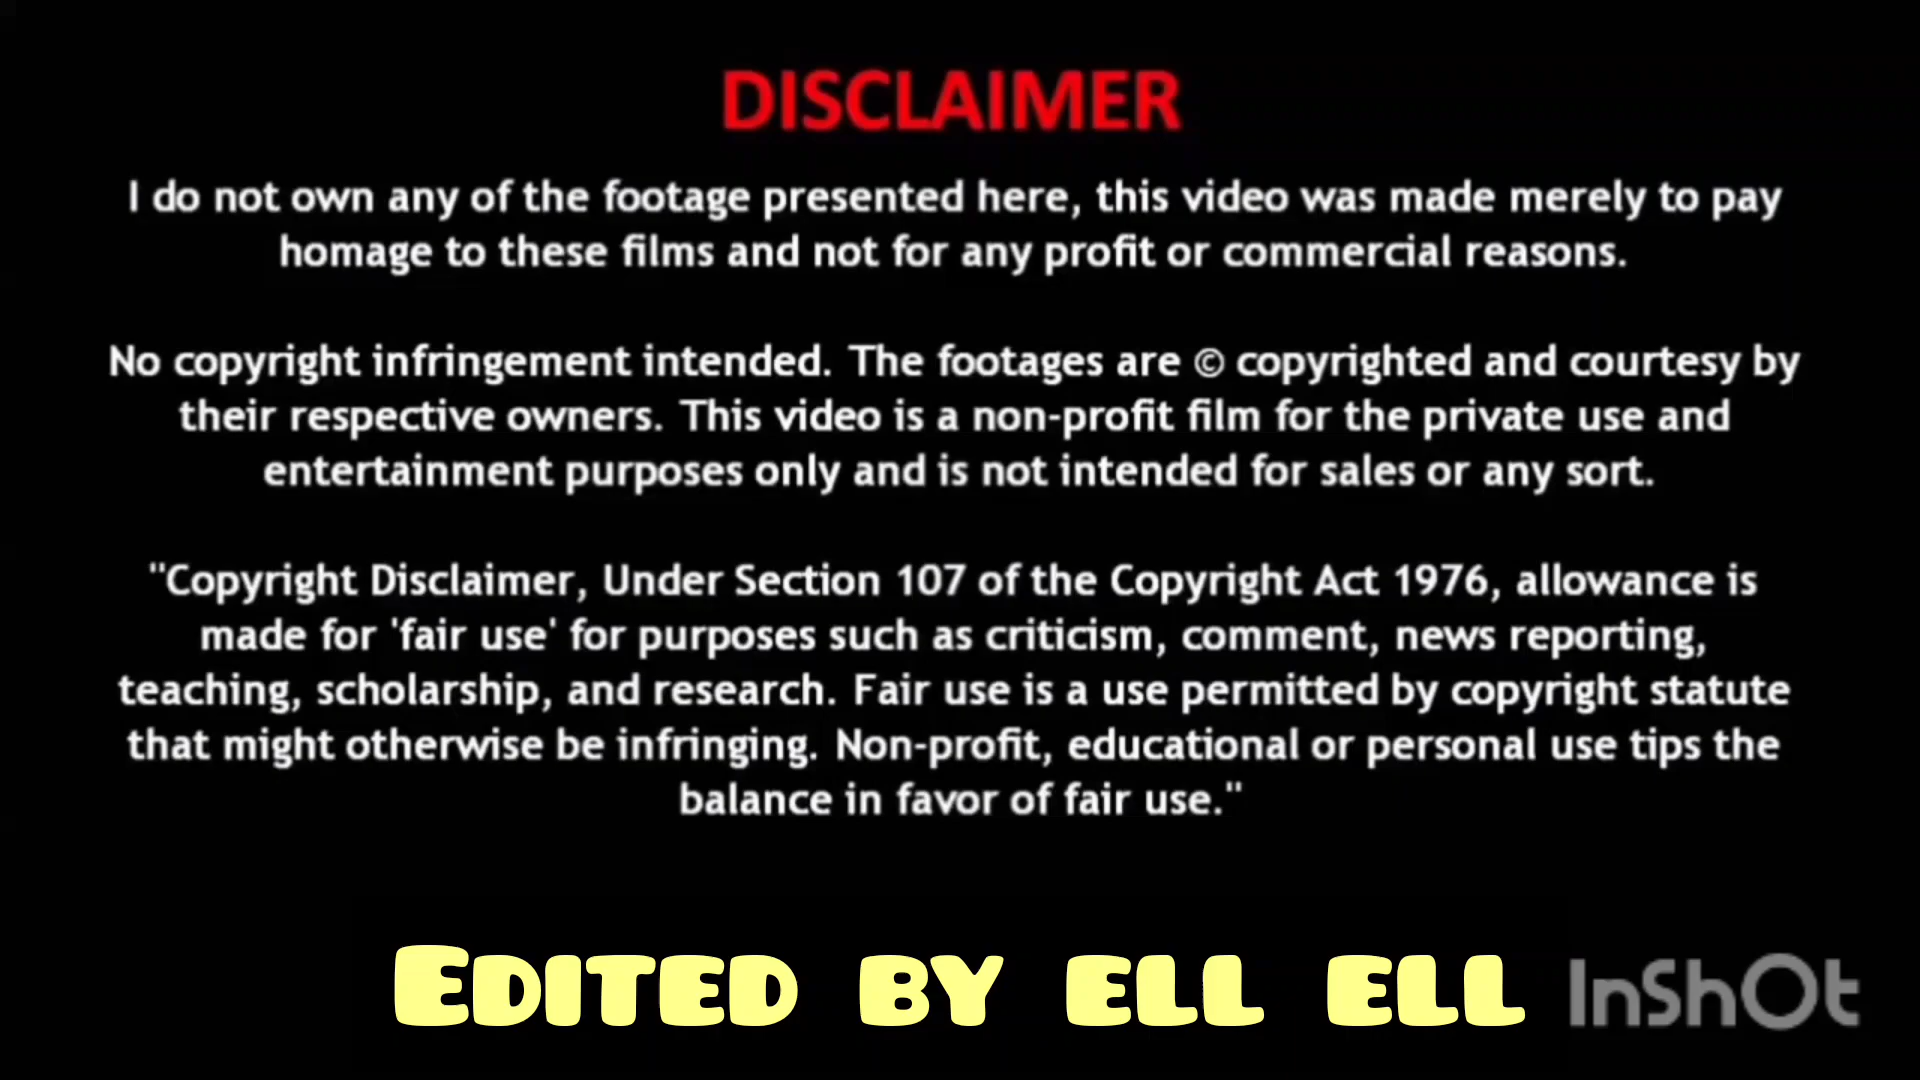 DISCLAIMER
I do not own any of the footage presented here, this video was made merely to pay
homage to these films and not for any profit or commercial reasons.
No copyright infringement intended. The footages are © copyrighted and courtesy by
their respective owners. This video is a non-profit film for the private use and
entertainment purposes only and is not intended for sales or any sort.
"Copyright Disclaimer, Under Section 107 of the Copyright Act 1976, allowance is
made for 'fair use' for purposes such as criticism, comment, news reporting,
teaching, scholarship, and research. Fair use is a use permitted by copyright statute
that might otherwise be infringing. Non-profit, educational or personal use tips the
balance in favor of fair use."
EDITED BY ELL ELL
InShOt